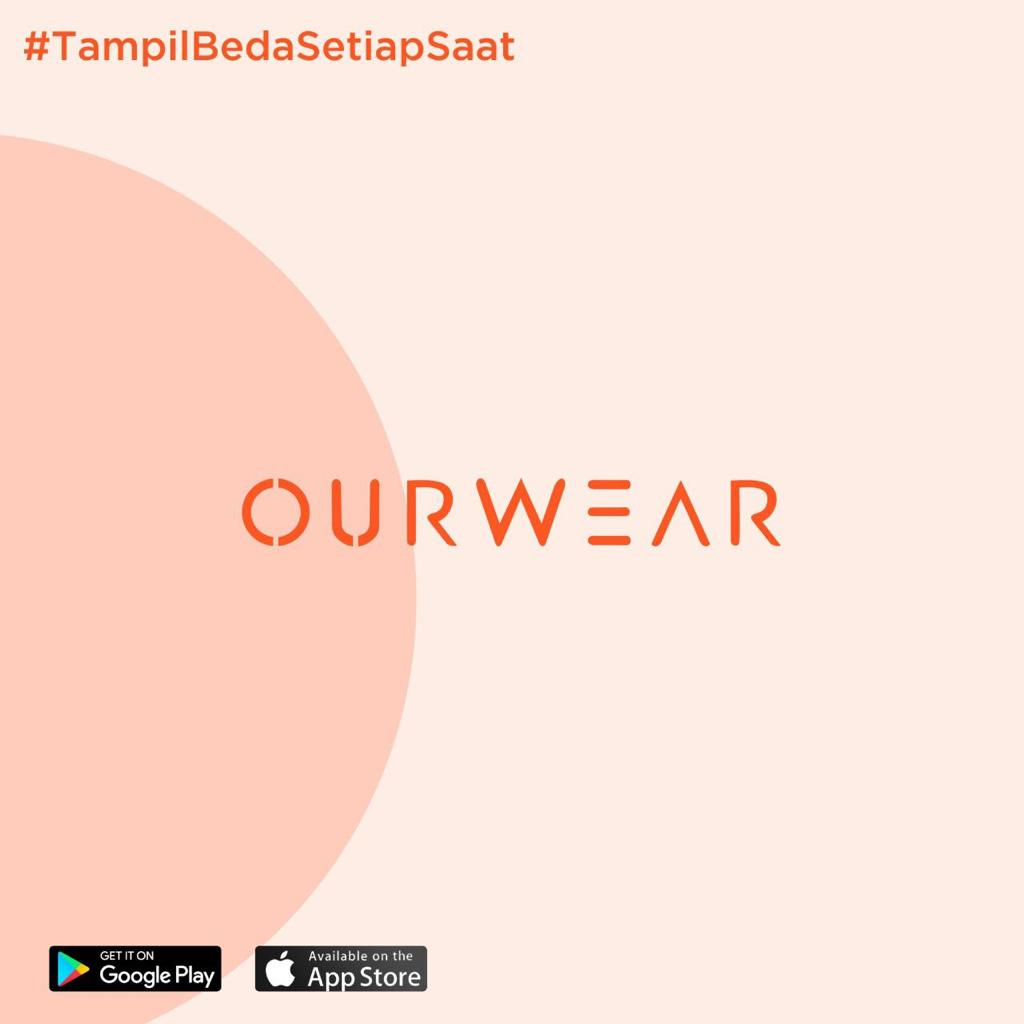 #TampilBedaSetiapSaat
OURWEAR
GET IT ON
Google Play
Available on the
App Store